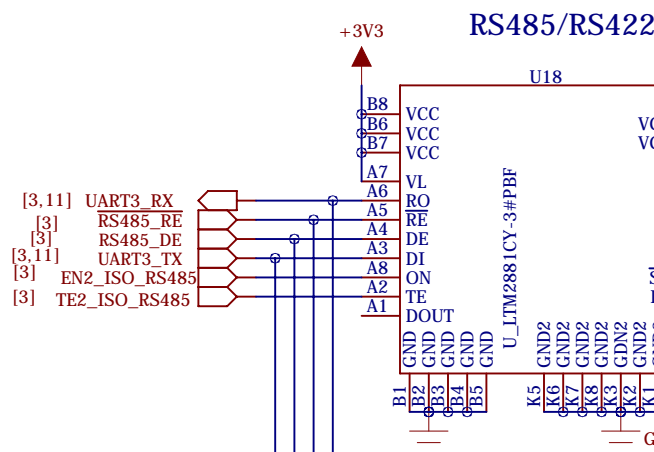 RS485/RS422
+3V3
U18
B8 VCC
B6 VCC
B7 VCC
VC
VC
A7 VL
[3,11] UART3_RX A6 RO
[3] RS485_RE A5 RE
[3] RS485_DE A4 DE
[3,11] UART3_TX A3 DI
[3] EN2_ISO_RS485 A8 ON
[3] TE2_ISO_RS485 A2 TE
A1 DOUT
U_LTM2881CY-3#PBF
GND GND GND GND GND
GND2 GND2 GND2 GND2 GDN2 GND2
B1 B2 B3 B4 B5
K5 K6 K7 K8 K3 K2 K1
G